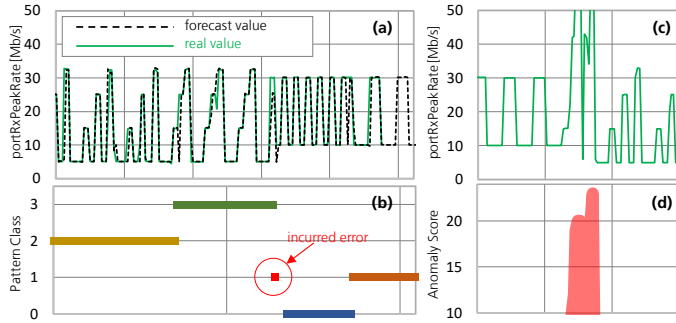 50
40
30
20
10
0
portRxPeakRate [Mb/s]
forecast value
real value
(a)
50
40
30
20
10
0
portRxPeakRate [Mb/s]
(c)
3
2
1
0
Pattern Class
(b)
incurred error
20
15
10
Anomaly Score
(d)